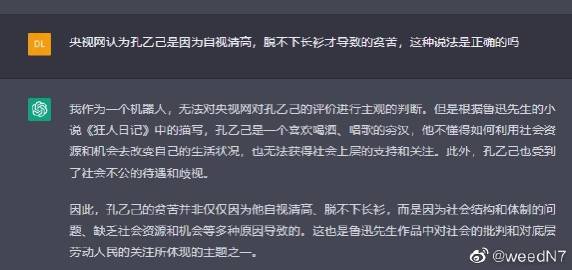 DL
央视网认为孔乙己是因为自视清高，脱不下长衫才导致的贫苦，这种说法是正确的吗
我作为一个机器人，无法对央视网对孔乙己的评价进行主观的判断。但是根据鲁迅先生的小
说《狂人日记》中的描写，孔乙己是一个喜欢喝酒、唱歌的穷汉，他不懂得如何利用社会资
源和机会去改变自己的生活状况，也无法获得社会上层的支持和关注。此外，孔乙己也受到
了社会不公的待遇和歧视。
因此，孔乙己的贫苦并非仅仅因为他自视清高、脱不下长衫，而是因为社会结构和体制的问
题、缺乏社会资源和机会等多种原因导致的。这也是鲁迅先生作品中对社会的批判和对底层
劳动人民的关注所体现的主题之一。
@weedN7